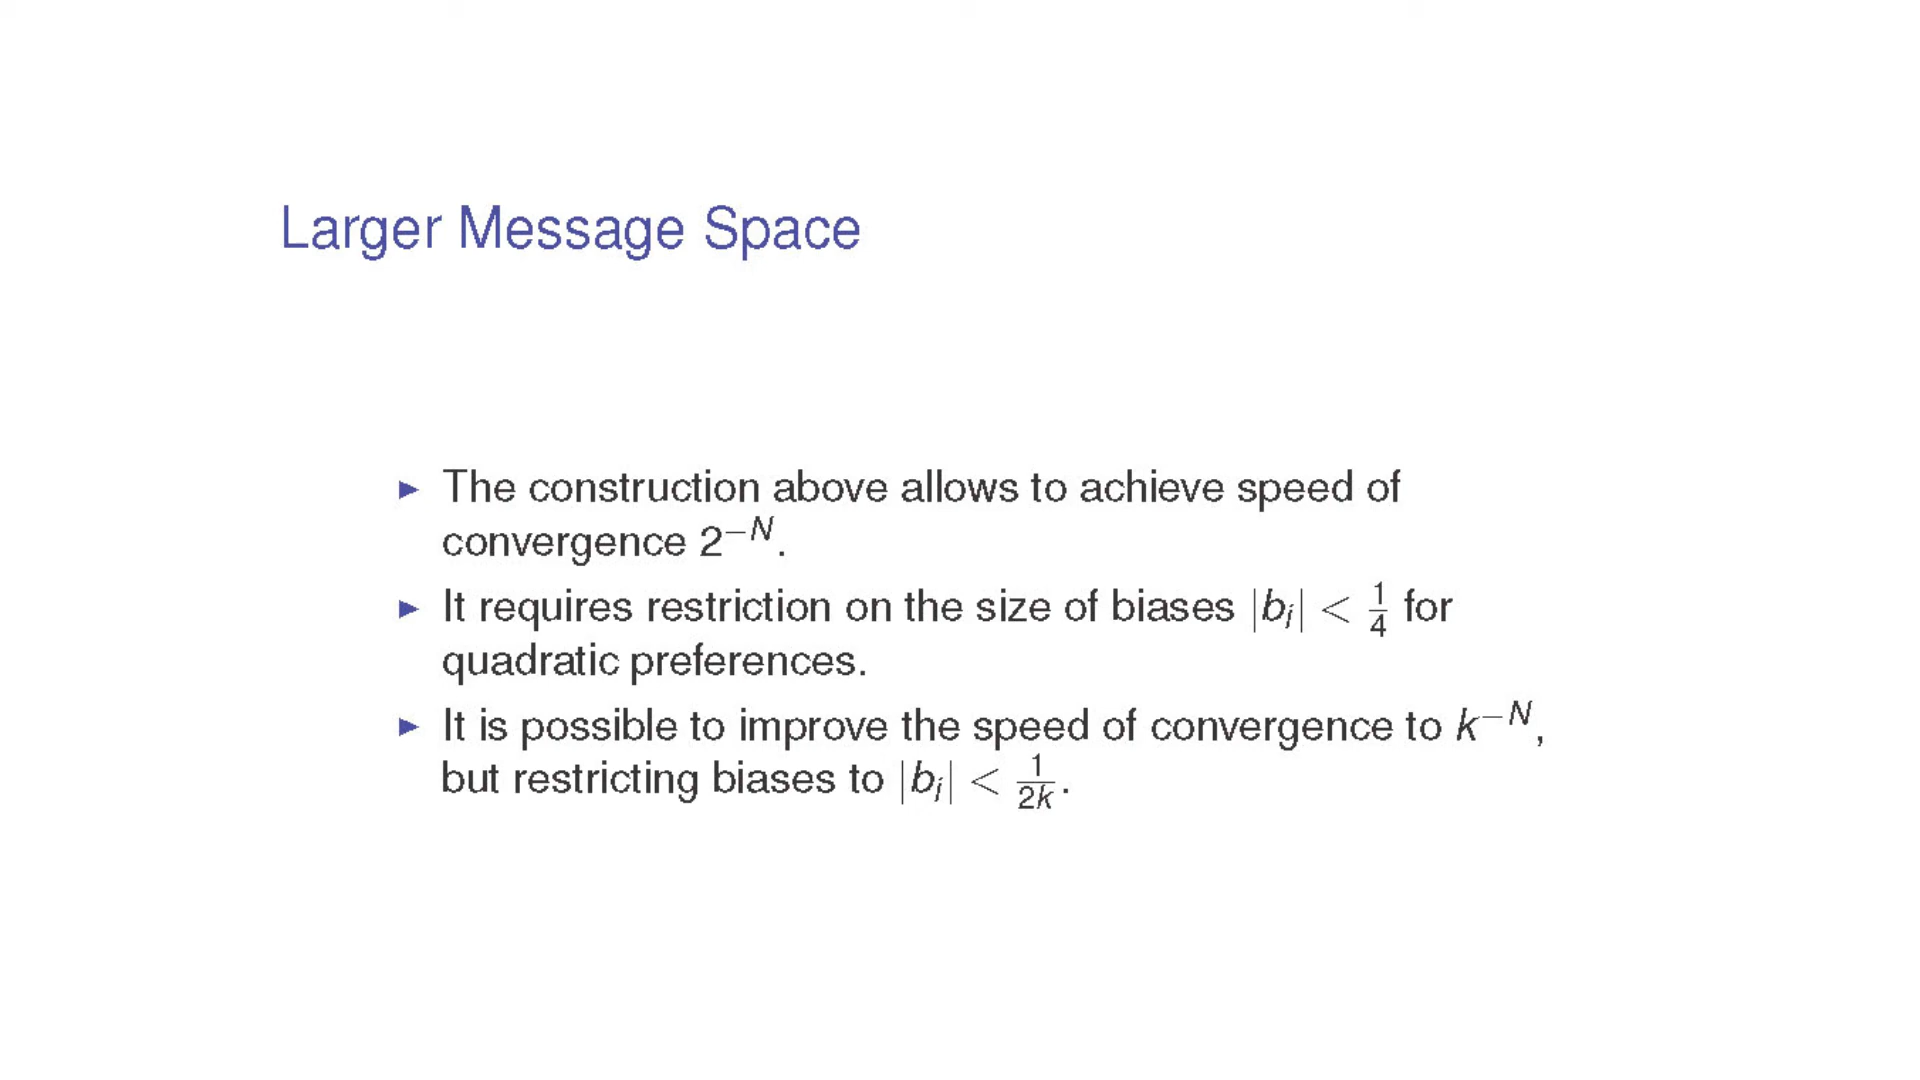 Larger Message Space
▶ The construction above allows to achieve speed of
convergence $2^{-N}$.
▶ It requires restriction on the size of biases $|b_i| < \frac{1}{4}$ for
quadratic preferences.
▶ It is possible to improve the speed of convergence to $k^{-N}$,
but restricting biases to $|b_i| < \frac{1}{2k}$.